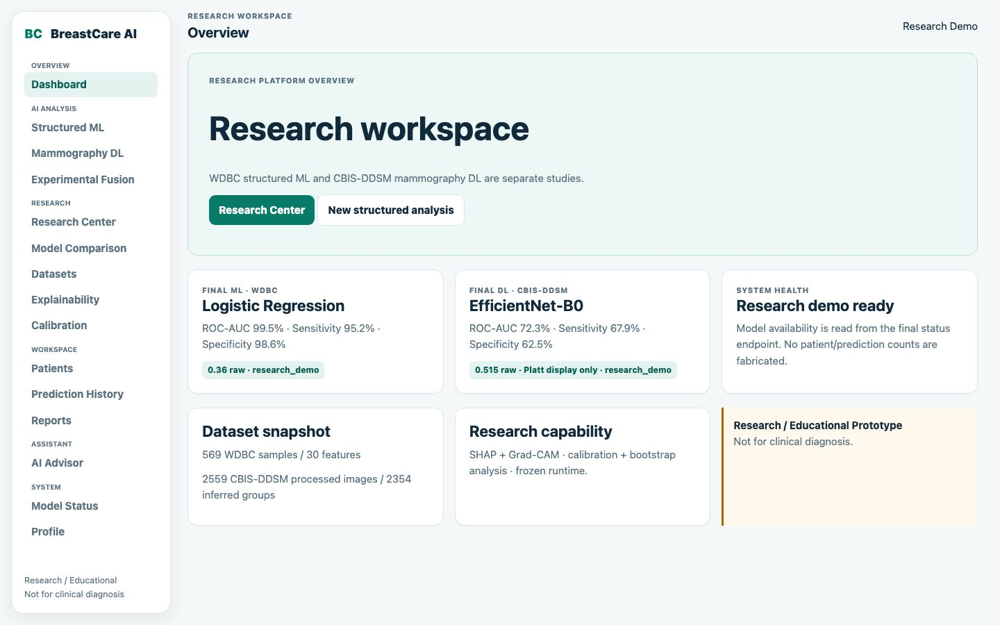 BC BreastCare AI
OVERVIEW
Dashboard
AI ANALYSIS
Structured ML
Mammography DL
Experimental Fusion
RESEARCH
Research Center
Model Comparison
Datasets
Explainability
Calibration
WORKSPACE
Patients
Prediction History
Reports
ASSISTANT
AI Advisor
SYSTEM
Model Status
Profile
Research / Educational
Not for clinical diagnosis
RESEARCH WORKSPACE
Overview
Research Demo
RESEARCH PLATFORM OVERVIEW
Research workspace
WDBC structured ML and CBIS-DDSM mammography DL are separate studies.
Research Center
New structured analysis
FINAL ML · WDBC
Logistic Regression
ROC-AUC 99.5% · Sensitivity 95.2% ·
Specificity 98.6%
0.36 raw · research_demo
FINAL DL · CBIS-DDSM
EfficientNet-B0
ROC-AUC 72.3% · Sensitivity 67.9% ·
Specificity 62.5%
0.515 raw · Platt display only · research_demo
SYSTEM HEALTH
Research demo ready
Model availability is read from the final status
endpoint. No patient/prediction counts are
fabricated.
Dataset snapshot
569 WDBC samples / 30 features
2559 CBIS-DDSM processed images / 2354
inferred groups
Research capability
SHAP + Grad-CAM · calibration + bootstrap
analysis · frozen runtime.
Research / Educational Prototype
Not for clinical diagnosis.